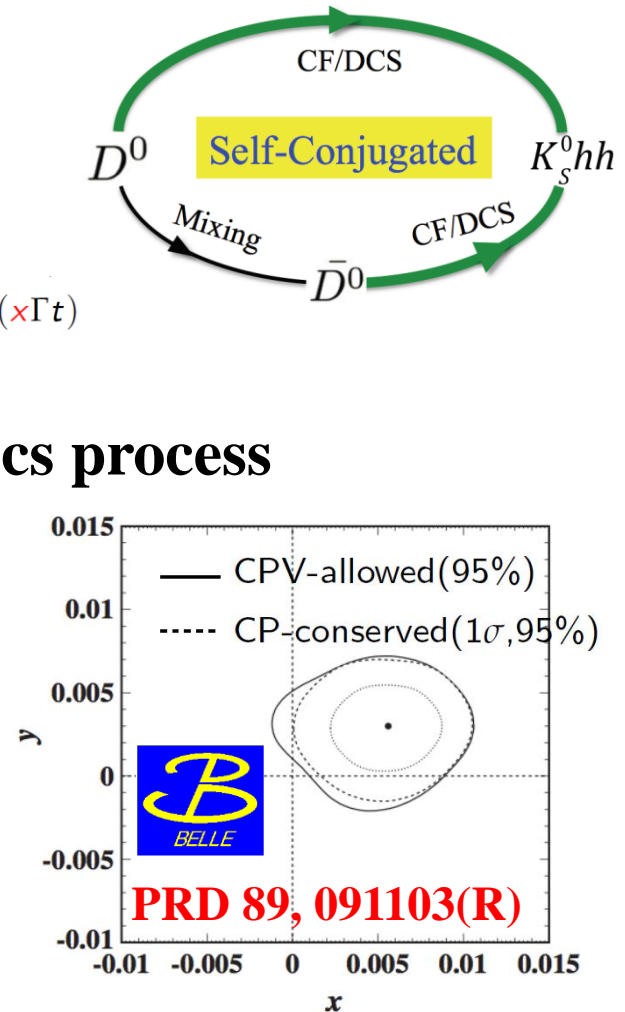 CF/DCS
D⁰
Self-Conjugated
K_S⁰hh
Mixing
CF/DCS
D̄⁰
(xΓt)
cs process
0.015
CPV-allowed(95%)
0.01
CP-conserved(1σ,95%)
0.005
y
0
BELLE
-0.005
PRD 89, 091103(R)
-0.01
-0.01 -0.005 0 0.005 0.01 0.015
x